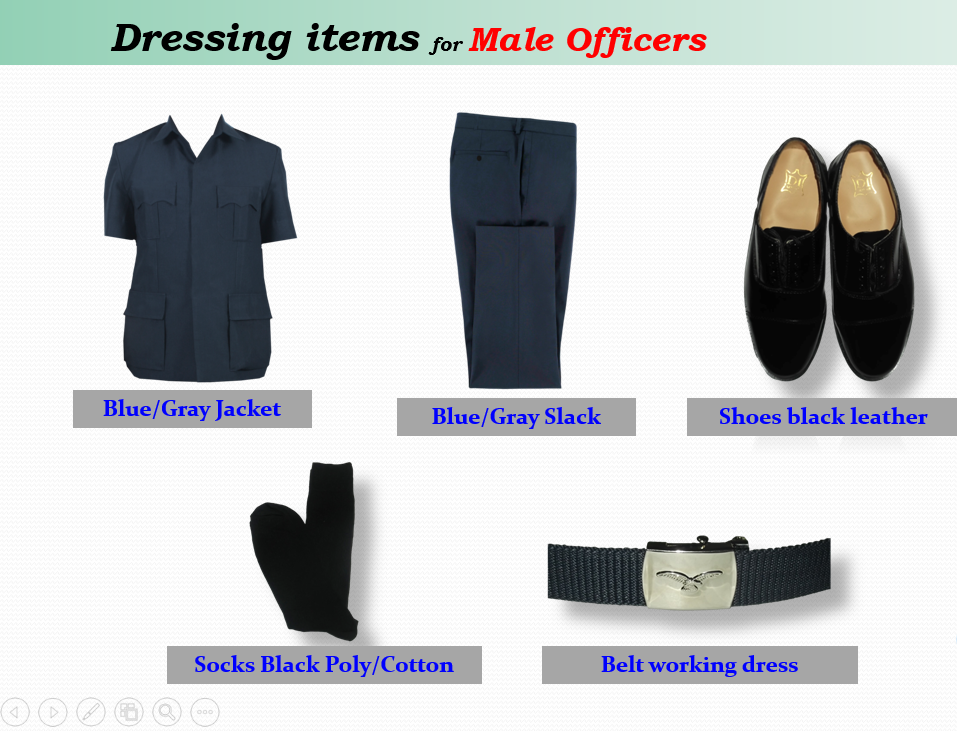 Dressing items for Male Officers
Blue/Gray Jacket
Blue/Gray Slack
Shoes black leather
Socks Black Poly/Cotton
Belt working dress